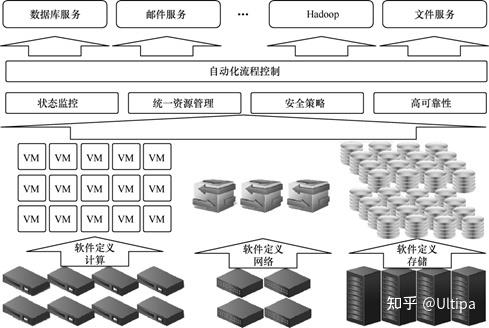 数据库服务
邮件服务
...
Hadoop
文件服务
自动化流程控制
状态监控
统一资源管理
安全策略
高可靠性
VM VM VM VM VM
VM VM VM VM VM
VM VM VM VM VM
软件定义
计算
软件定义
网络
软件定义
存储
知乎 @Ultipa